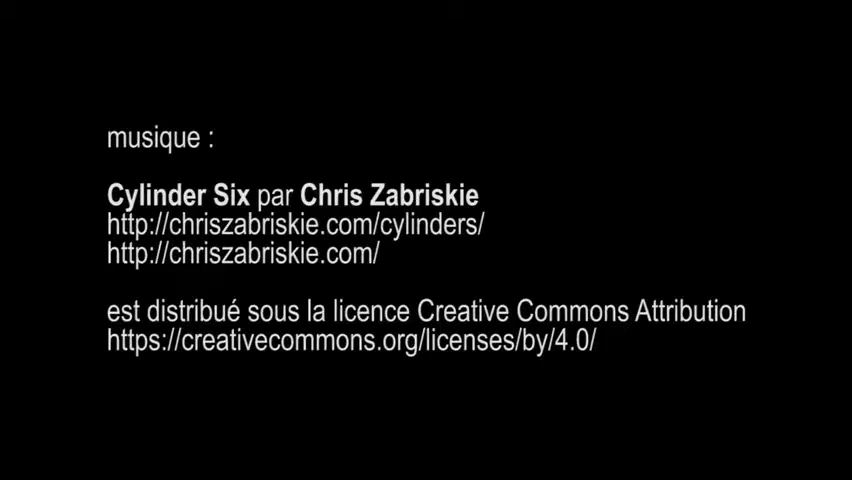 musique :
Cylinder Six par Chris Zabriskie
http://chriszabriskie.com/cylinders/
http://chriszabriskie.com/
est distribué sous la licence Creative Commons Attribution
https://creativecommons.org/licenses/by/4.0/